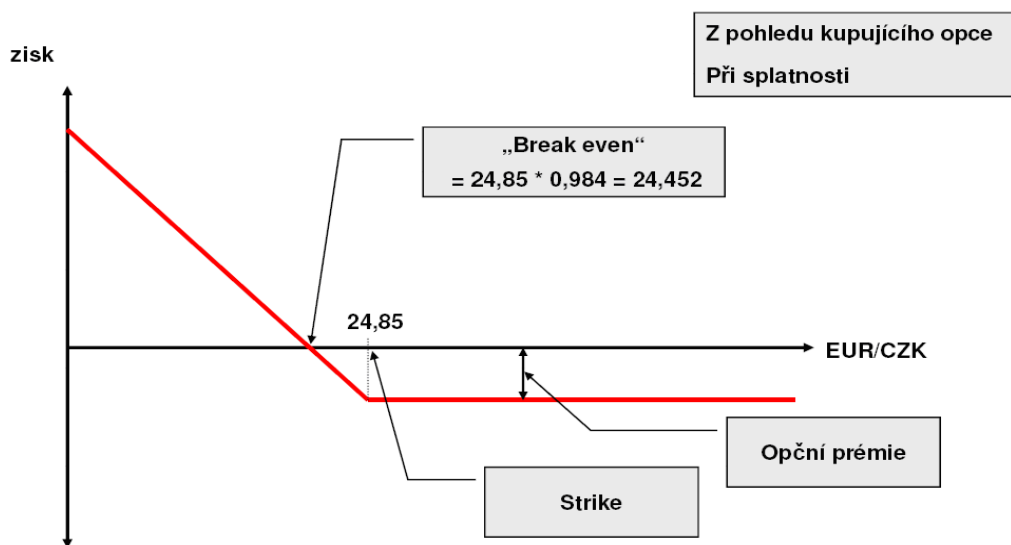 Z pohledu kupujícího opce
Při splatnosti
zisk
„Break even“
= 24,85 * 0,984 = 24,452
24,85
EUR/CZK
Opční prémie
Strike